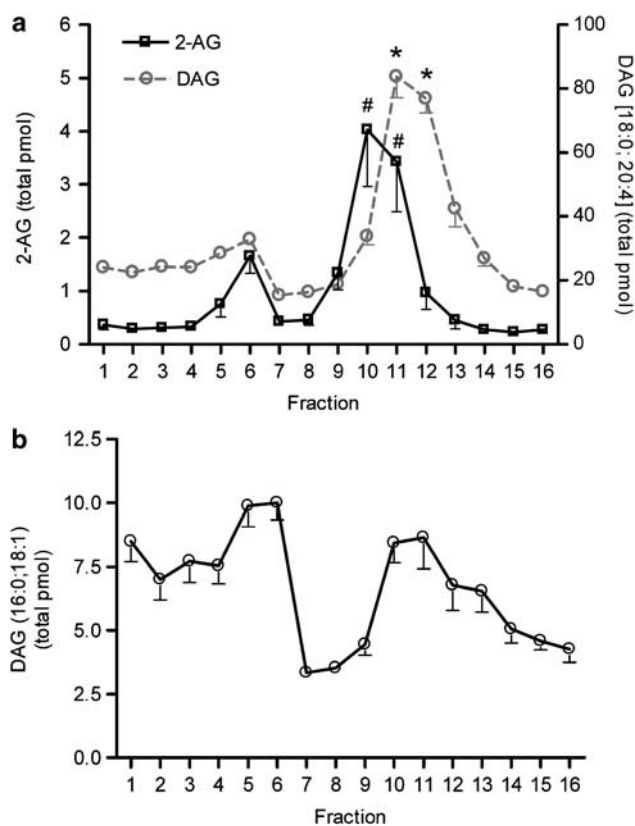 a
2-AG
DAG
6
5
4
3
2
1
0
2-AG (total pmol)
100
80
60
40
20
0
DAG [18:0; 20:4] (total pmol)
#
#
*
*
1 2 3 4 5 6 7 8 9 10 11 12 13 14 15 16
Fraction
b
12.5
10.0
7.5
5.0
2.5
0.0
DAG (16:0;18:1)
(total pmol)
1 2 3 4 5 6 7 8 9 10 11 12 13 14 15 16
Fraction